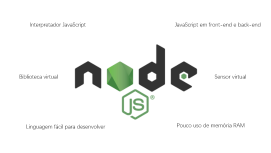 Interpretador JavaScript
JavaScript em front-end e back-end
node
Biblioteca virtual
Sensor virtual
JS
Linguagem fácil para desenvolver
Pouco uso de memória RAM